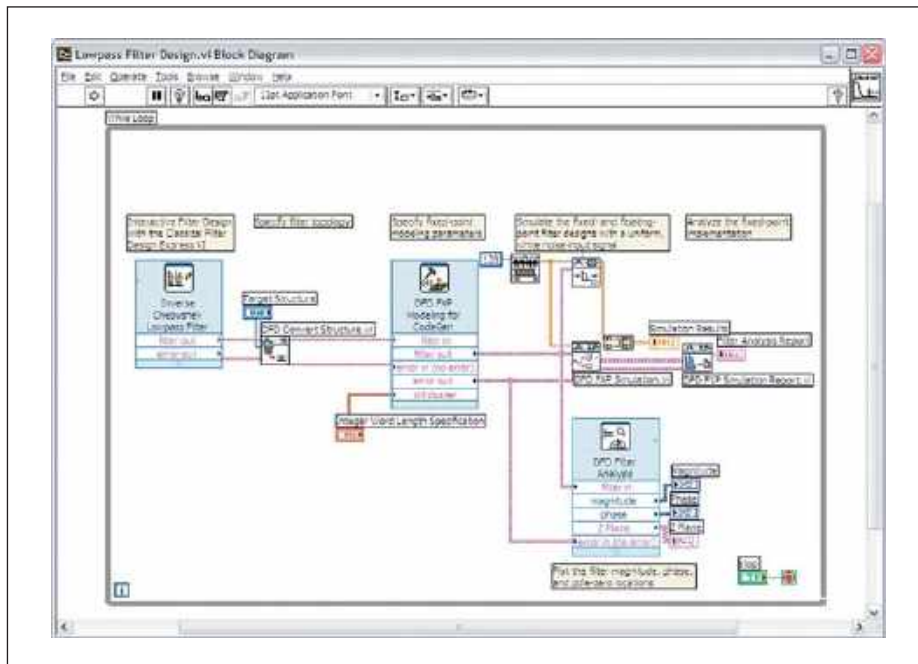 Lowpass Filter Design.vi Block Diagram
File Edit Operate Tools Browse Window Help
13pt Application Font
While Loop
Interactive Filter Design
with the Classical Filter
Design Express VI
Specify filter topology
Specify fixed-point
modeling parameters
Simulate the fixed- and floating-
point filter designs with a uniform,
white noise-input signal
Analyze the fixed-point
implementation
Inverse
Chebyshev
Lowpass Filter
filter out
error out
Target Structure
DFD Convert Structure.vi
DFD FXP
Modeling for
CodeGen
filter in
filter out
error in (no error)
error out
Integer Word Length Specification
Simulation Results
Filter Analysis Report
DFD FXP Simulation.vi
DFD FXP Simulation Report.vi
DFD Filter
Analysis
filter in
magnitude
phase
Z Plane
error in (no error)
Magnitude
Phase
Z Plane
Plot the filter magnitude, phase,
and pole-zero locations
stop
i